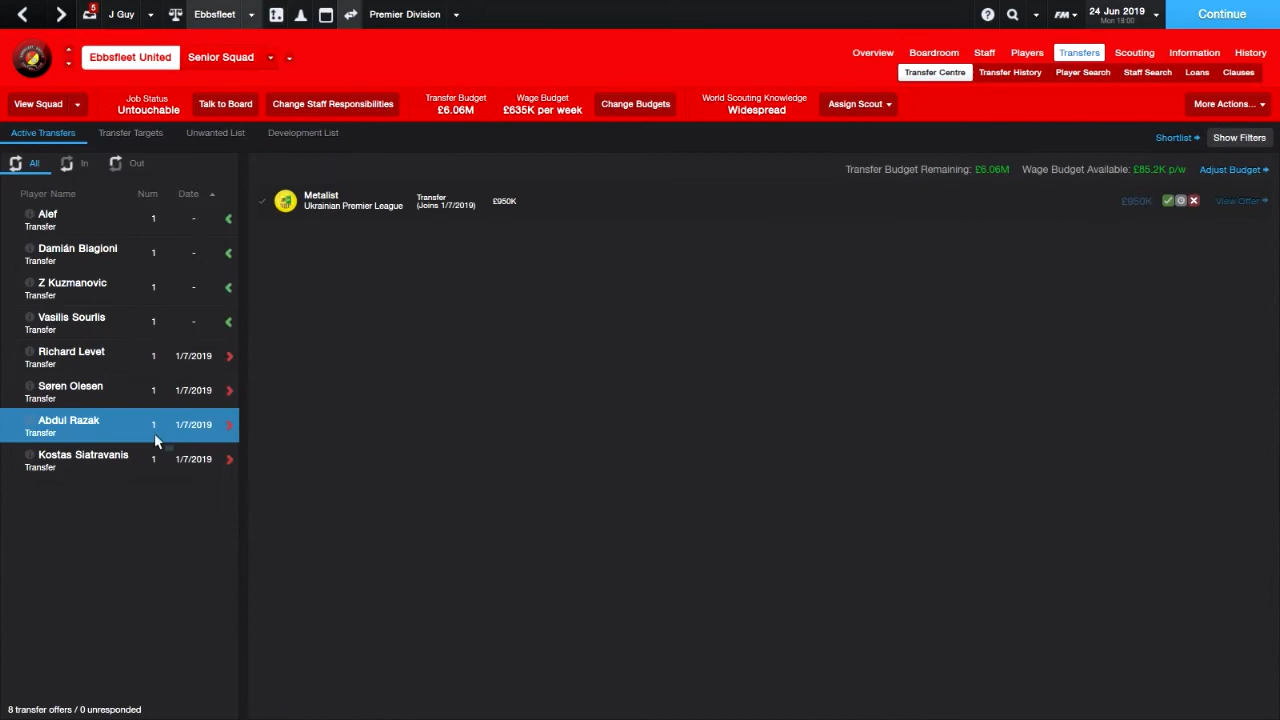 5
J Guy
Ebbsfleet
Premier Division
FM
24 Jun 2019
Mon 18:00
Continue
Ebbsfleet United
Senior Squad
Overview Boardroom Staff Players Transfers Scouting Information History
Transfer Centre Transfer History Player Search Staff Search Loans Clauses
View Squad
Job Status
Untouchable
Talk to Board
Change Staff Responsibilities
Transfer Budget
£6.06M
Wage Budget
£635K per week
Change Budgets
World Scouting Knowledge
Widespread
Assign Scout
More Actions...
Active Transfers Transfer Targets Unwanted List Development List
Shortlist
Show Filters
All In Out
Transfer Budget Remaining: £6.06M Wage Budget Available: £85.2K p/w Adjust Budget
Player Name Num Date
Alef
Transfer
1 -
Damián Biagioni
Transfer
1 -
Z Kuzmanovic
Transfer
1 -
Vasilis Sourlis
Transfer
1 -
Richard Levet
Transfer
1 1/7/2019
Søren Olesen
Transfer
1 1/7/2019
Abdul Razak
Transfer
1 1/7/2019
Kostas Siatravanis
Transfer
1 1/7/2019
Metalist
Ukrainian Premier League
Transfer
(Joins 1/7/2019)
£950K
£950K
View Offer
8 transfer offers / 0 unresponded